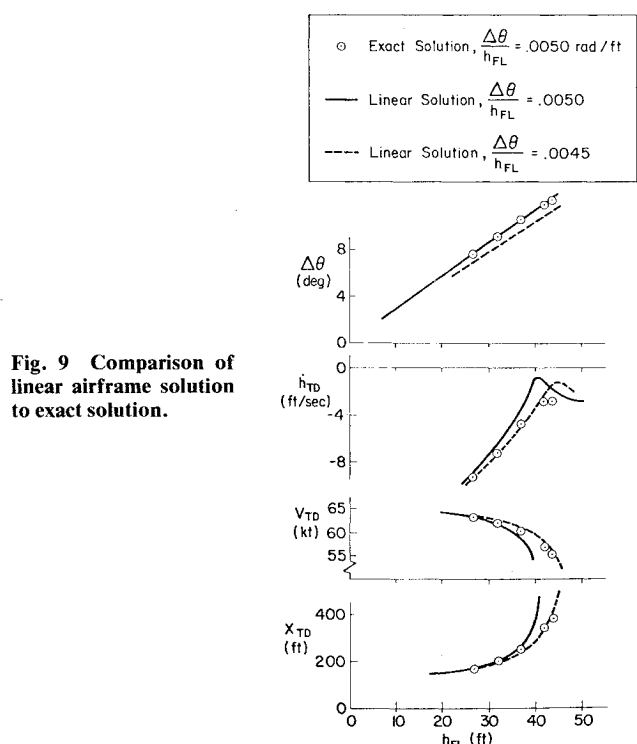 Exact Solution, Δθ/h_FL = .0050 rad/ft
Linear Solution, Δθ/h_FL = .0050
Linear Solution, Δθ/h_FL = .0045
Δθ
(deg)
8
4
0
ḣ_TD
(ft/sec)
0
-4
-8
V_TD
(kt)
65
60
55
X_TD
(ft)
400
200
0
0 10 20 30 40 50
h_FL (ft)
Fig. 9 Comparison of
linear airframe solution
to exact solution.